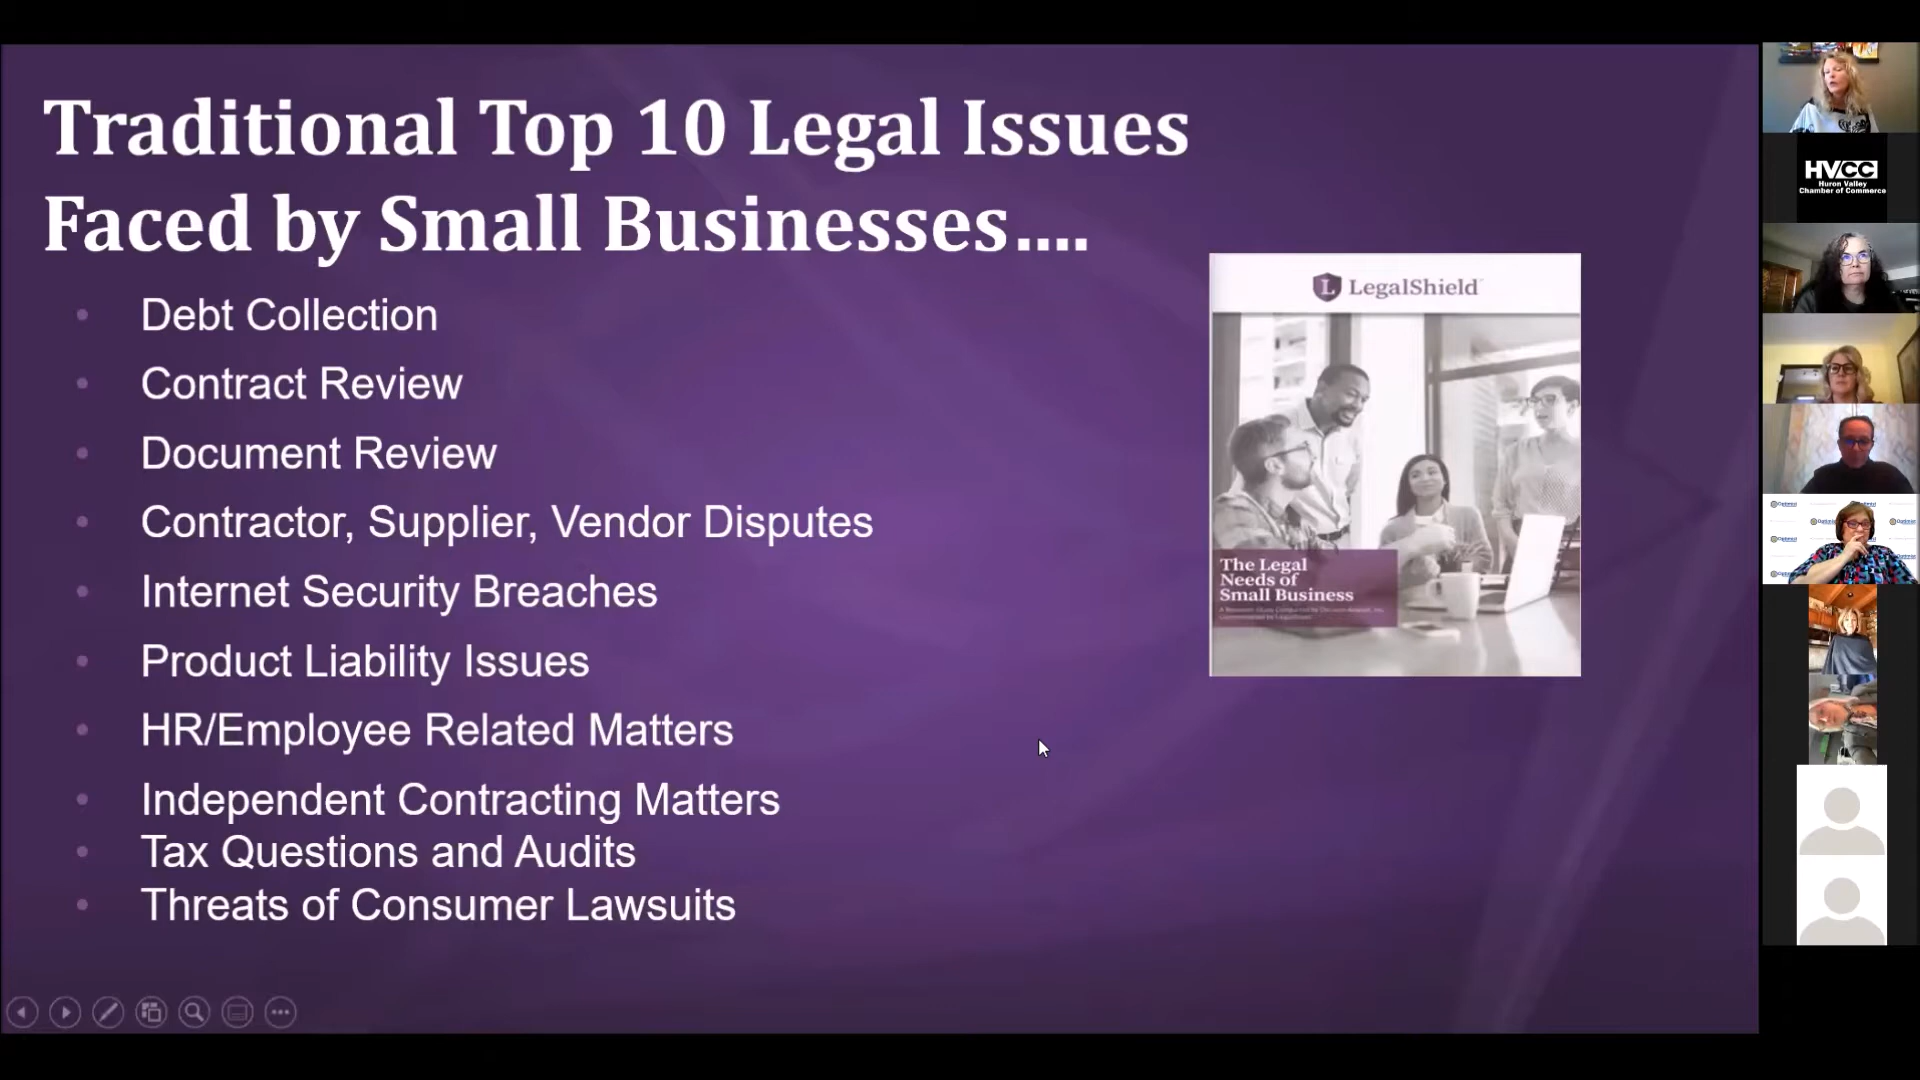 Traditional Top 10 Legal Issues
Faced by Small Businesses....
• Debt Collection
• Contract Review
• Document Review
• Contractor, Supplier, Vendor Disputes
• Internet Security Breaches
• Product Liability Issues
• HR/Employee Related Matters
• Independent Contracting Matters
• Tax Questions and Audits
• Threats of Consumer Lawsuits
L LegalShield
The Legal
Needs of
Small Business
HVCC
Huron Valley
Chamber of Commerce